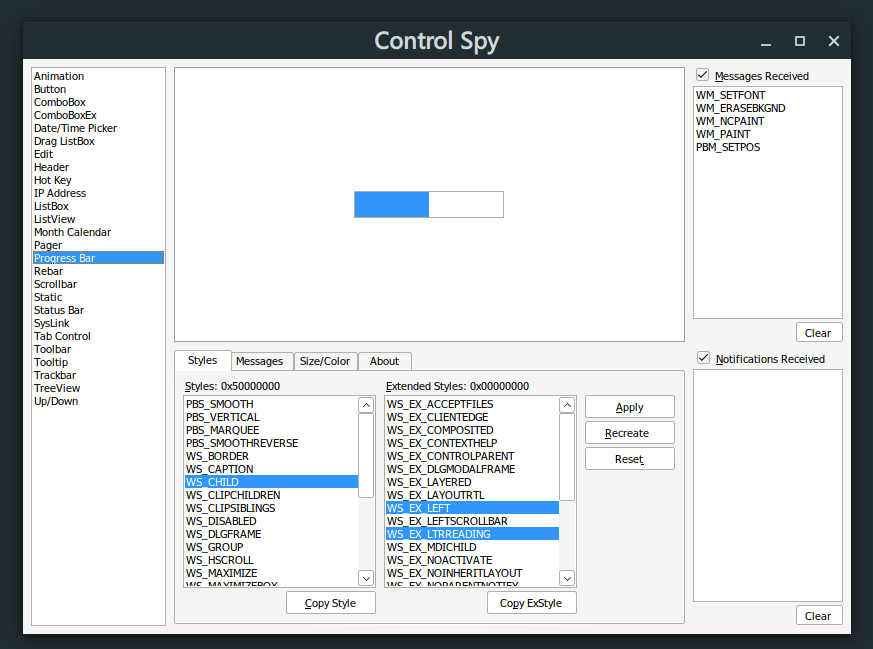 Control Spy
Animation
Button
ComboBox
ComboBoxEx
Date/Time Picker
Drag ListBox
Edit
Header
Hot Key
IP Address
ListBox
ListView
Month Calendar
Pager
Progress Bar
Rebar
Scrollbar
Static
Status Bar
SysLink
Tab Control
Toolbar
Tooltip
Trackbar
TreeView
Up/Down
Styles Messages Size/Color About
Styles: 0x50000000
PBS_SMOOTH
PBS_VERTICAL
PBS_MARQUEE
PBS_SMOOTHREVERSE
WS_BORDER
WS_CAPTION
WS_CHILD
WS_CLIPCHILDREN
WS_CLIPSIBLINGS
WS_DISABLED
WS_DLGFRAME
WS_GROUP
WS_HSCROLL
WS_MAXIMIZE
WS_MAXIMIZEBOX
Copy Style
Extended Styles: 0x00000000
WS_EX_ACCEPTFILES
WS_EX_CLIENTEDGE
WS_EX_COMPOSITED
WS_EX_CONTEXTHELP
WS_EX_CONTROLPARENT
WS_EX_DLGMODALFRAME
WS_EX_LAYERED
WS_EX_LAYOUTRTL
WS_EX_LEFT
WS_EX_LEFTSCROLLBAR
WS_EX_LTRREADING
WS_EX_MDICHILD
WS_EX_NOACTIVATE
WS_EX_NOINHERITLAYOUT
WS_EX_NOPARENTNOTIFY
Copy ExStyle
Apply
Recreate
Reset
Messages Received
WM_SETFONT
WM_ERASEBKGND
WM_NCPAINT
WM_PAINT
PBM_SETPOS
Clear
Notifications Received
Clear